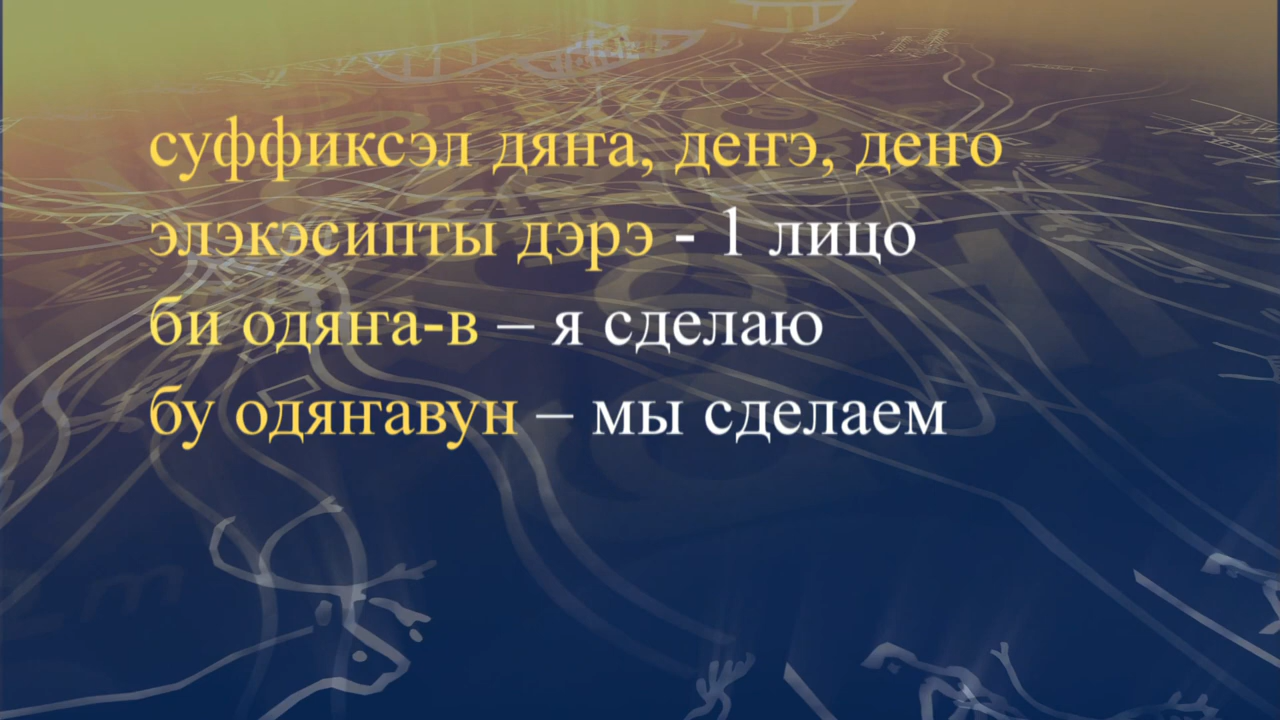 суффиксэл дяӈа, деӈэ, деӈо
элэкэсипты дэрэ - 1 лицо
би одяӈа-в – я сделаю
бу одяӈавун – мы сделаем